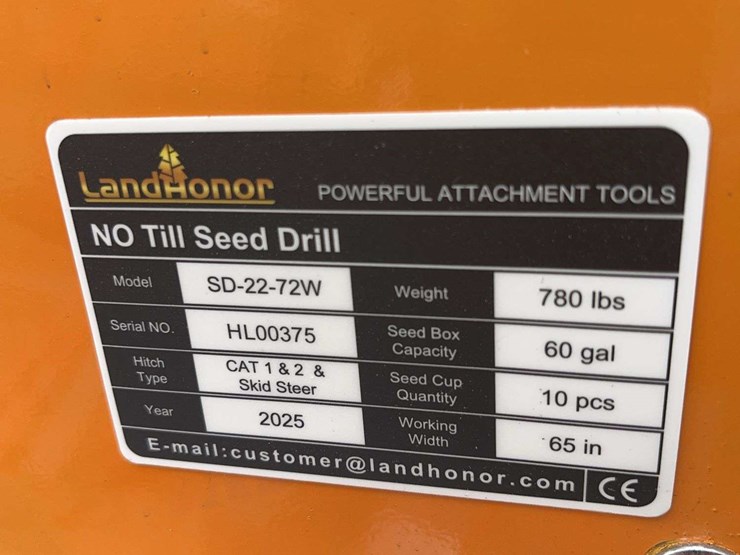 LandHonor POWERFUL ATTACHMENT TOOLS
NO Till Seed Drill
Model SD-22-72W Weight 780 lbs
Serial NO. HL00375 Seed Box Capacity 60 gal
Hitch Type CAT 1 & 2 & Skid Steer Seed Cup Quantity 10 pcs
Year 2025 Working Width 65 in
E-mail:customer@landhonor.com CE